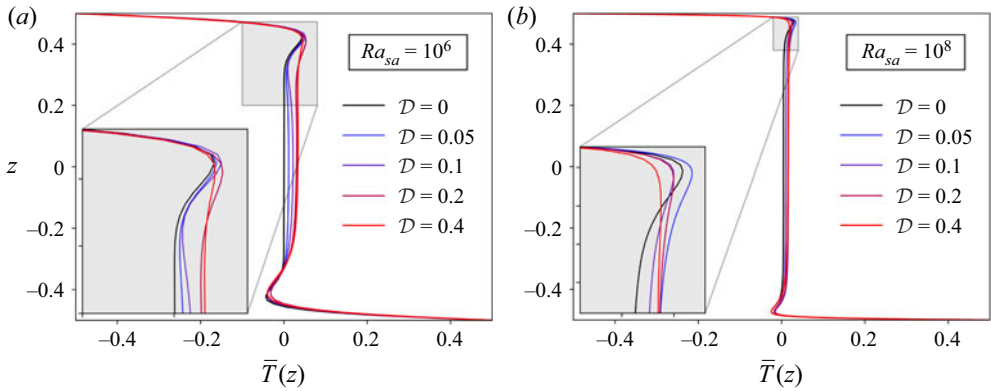 (a)
(b)
0.4
0.2
0
−0.2
−0.4
z
−0.4
−0.2
0
0.2
0.4
T̅(z)
Ra_sa = 10^6
𝒟 = 0
𝒟 = 0.05
𝒟 = 0.1
𝒟 = 0.2
𝒟 = 0.4
0.4
0.2
0
−0.2
−0.4
−0.4
−0.2
0
0.2
0.4
T̅(z)
Ra_sa = 10^8
𝒟 = 0
𝒟 = 0.05
𝒟 = 0.1
𝒟 = 0.2
𝒟 = 0.4